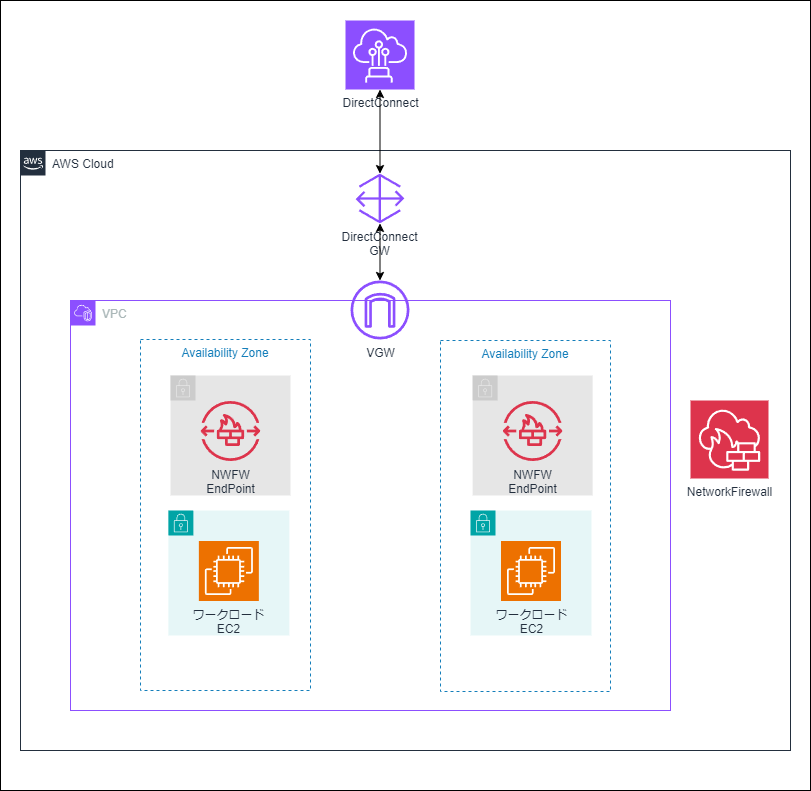 DirectConnect
aws
AWS Cloud
DirectConnect
GW
VPC
VGW
Availability Zone
Availability Zone
NWFW
EndPoint
NWFW
EndPoint
NetworkFirewall
ワークロード
EC2
ワークロード
EC2